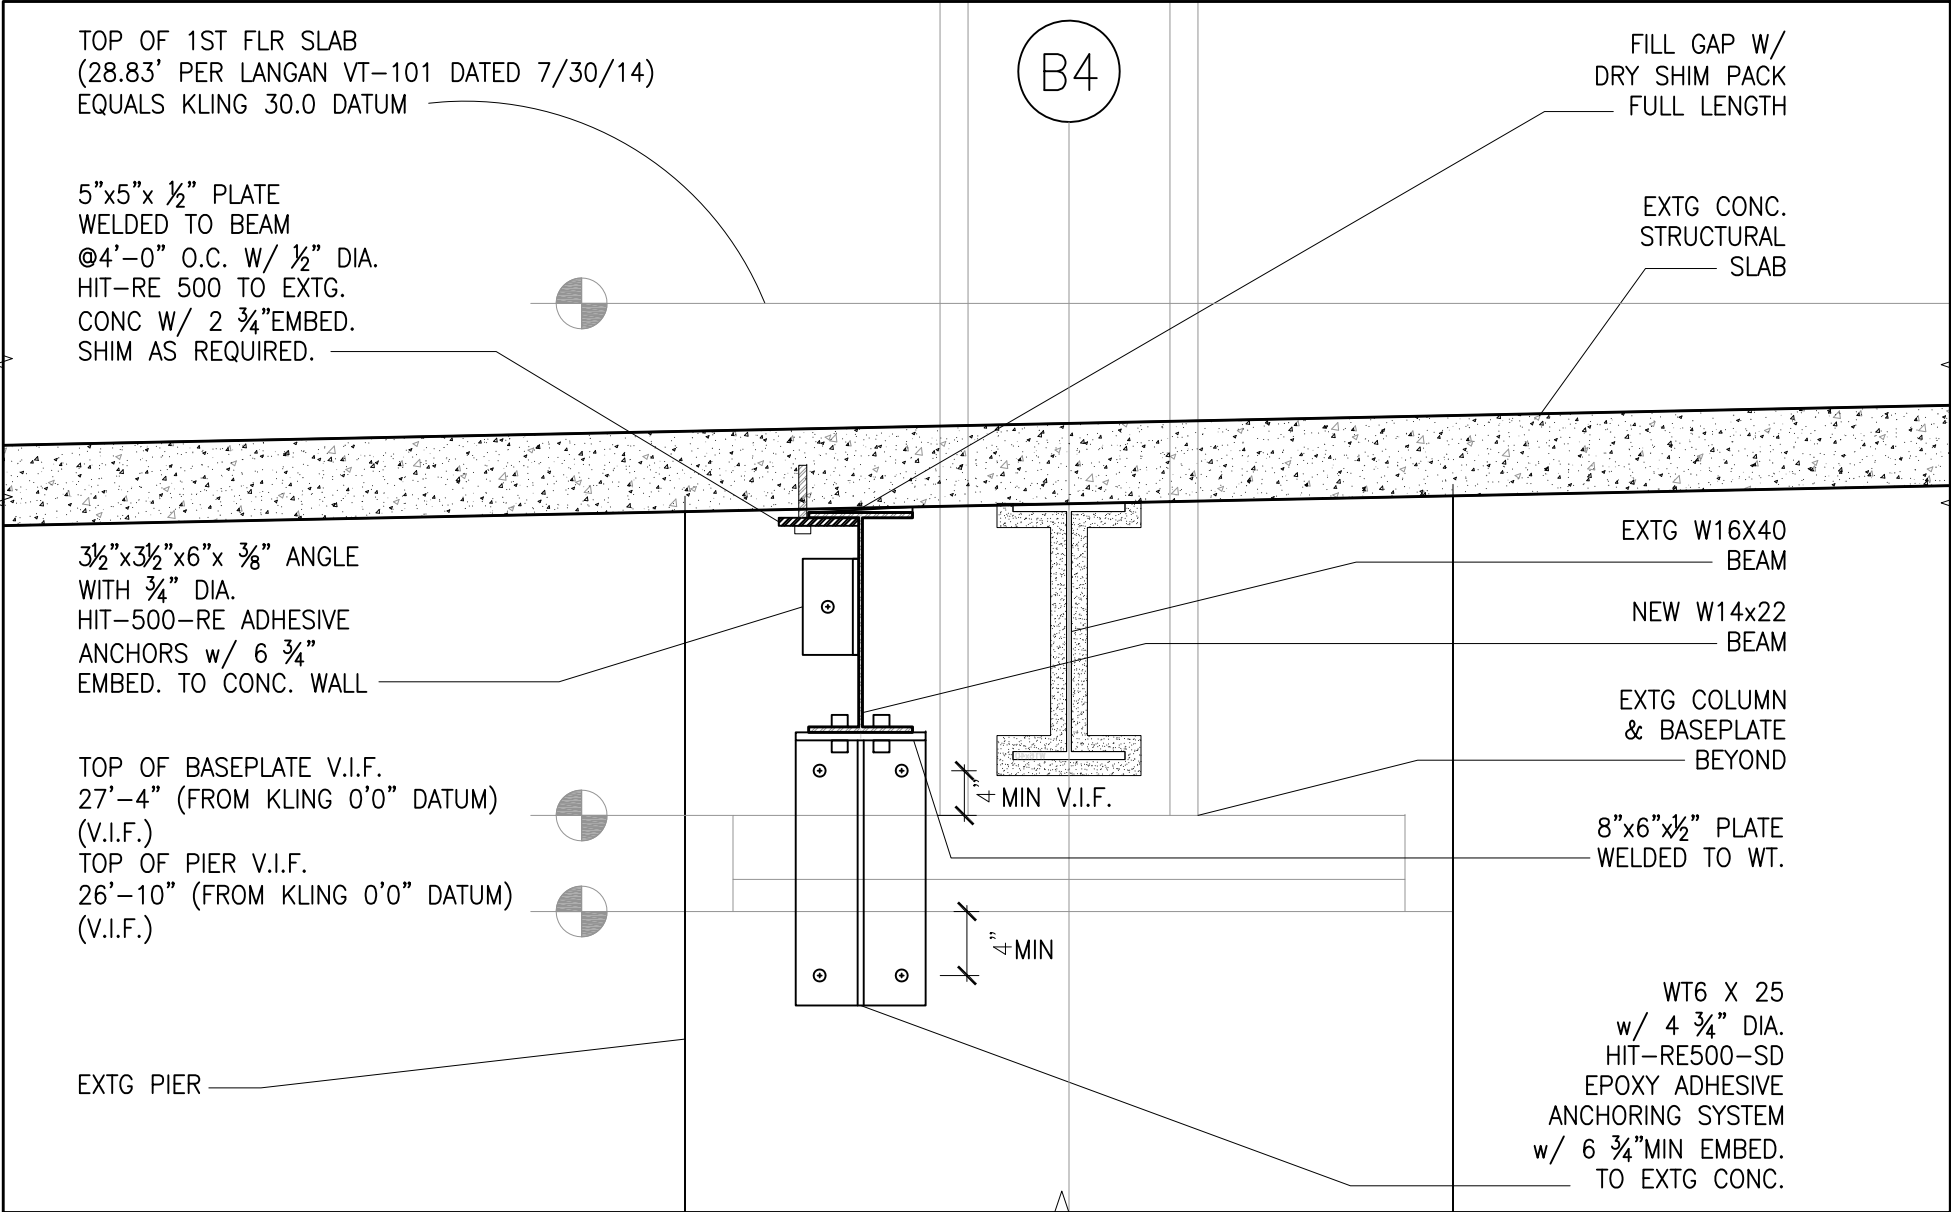 TOP OF 1ST FLR SLAB
(28.83' PER LANGAN VT-101 DATED 7/30/14)
EQUALS KLING 30.0 DATUM
B4
FILL GAP W/
DRY SHIM PACK
FULL LENGTH
5"x5"x ½" PLATE
WELDED TO BEAM
@4'-0" O.C. W/ ½" DIA.
HIT-RE 500 TO EXTG.
CONC W/ 2 ¾"EMBED.
SHIM AS REQUIRED.
EXTG CONC.
STRUCTURAL
SLAB
3½"x3½"x6"x ⅜" ANGLE
WITH ¾" DIA.
HIT-500-RE ADHESIVE
ANCHORS w/ 6 ¾"
EMBED. TO CONC. WALL
EXTG W16X40
BEAM
NEW W14x22
BEAM
EXTG COLUMN
& BASEPLATE
BEYOND
TOP OF BASEPLATE V.I.F.
27'-4" (FROM KLING 0'0" DATUM)
(V.I.F.)
TOP OF PIER V.I.F.
26'-10" (FROM KLING 0'0" DATUM)
(V.I.F.)
4" MIN V.I.F.
8"x6"x½" PLATE
WELDED TO WT.
4" MIN
EXTG PIER
WT6 X 25
w/ 4 ¾" DIA.
HIT-RE500-SD
EPOXY ADHESIVE
ANCHORING SYSTEM
w/ 6 ¾"MIN EMBED.
TO EXTG CONC.